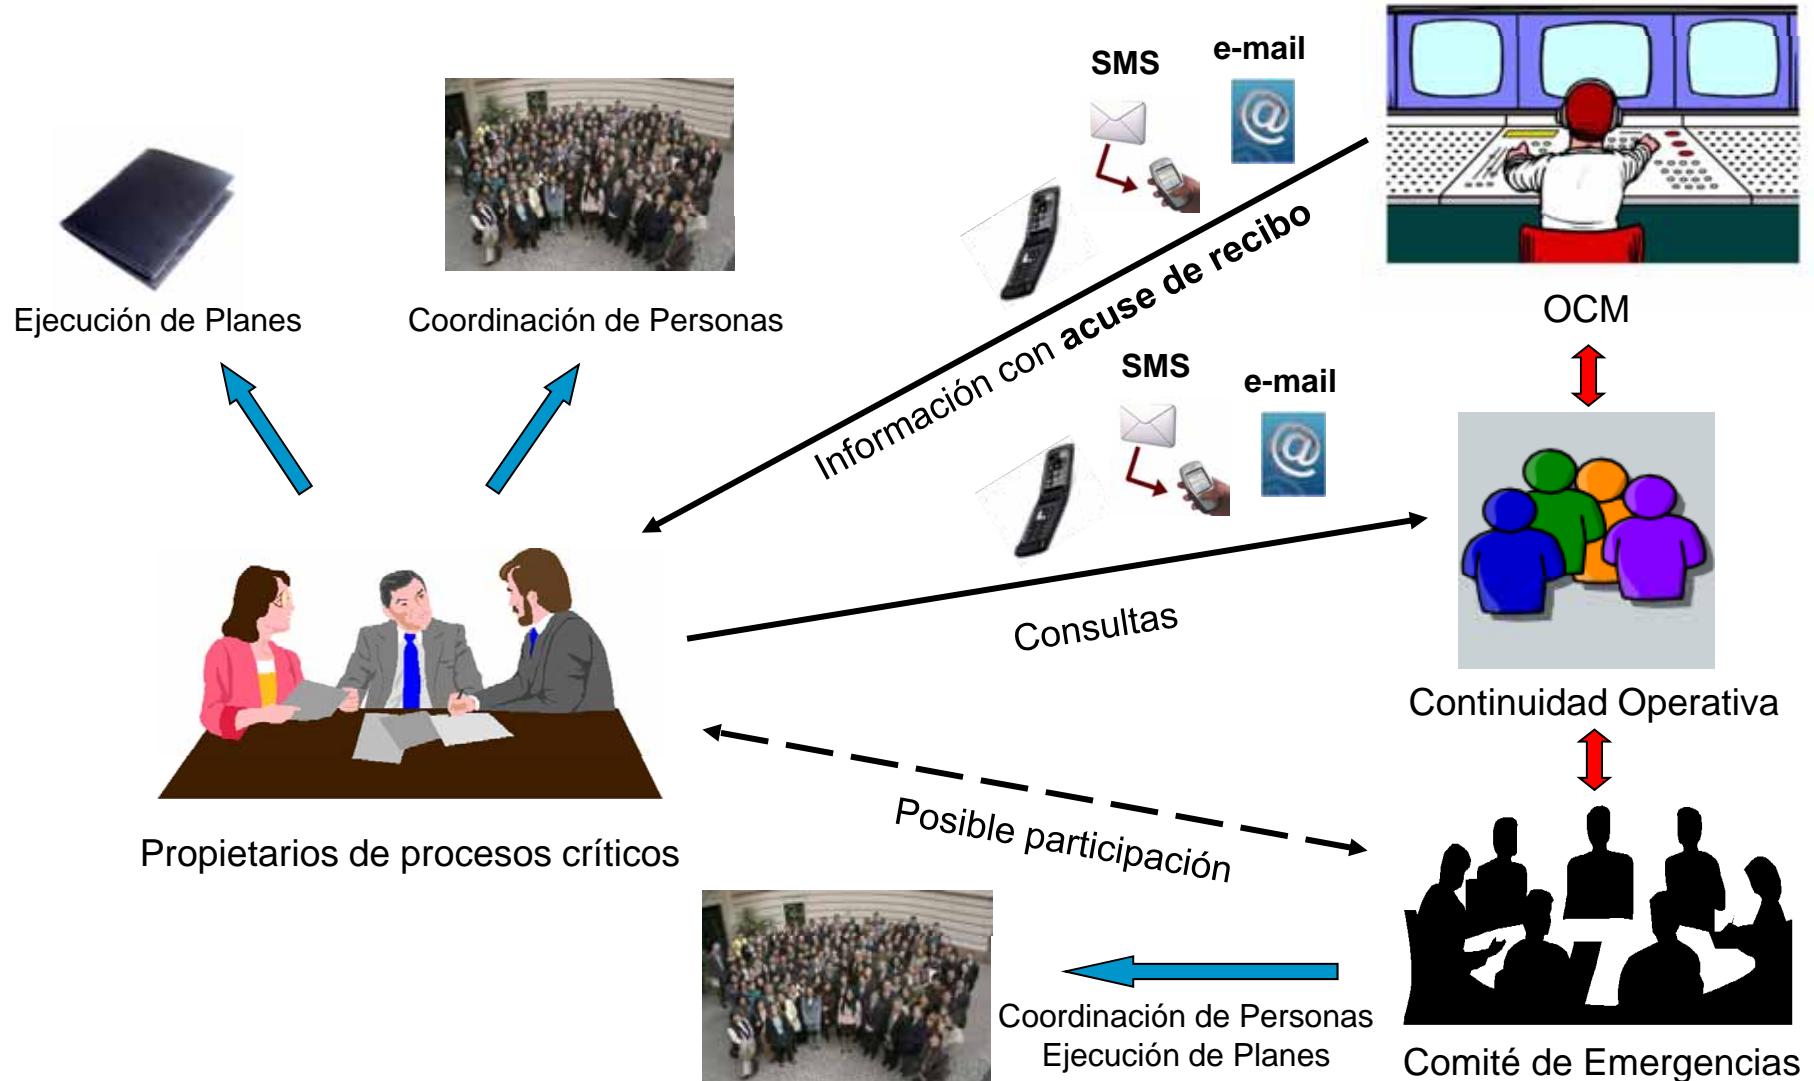 SMS
e-mail
OCM
Ejecución de Planes
Coordinación de Personas
Información con acuse de recibo
SMS
e-mail
Consultas
Continuidad Operativa
Propietarios de procesos críticos
Posible participación
Coordinación de Personas
Ejecución de Planes
Comité de Emergencias